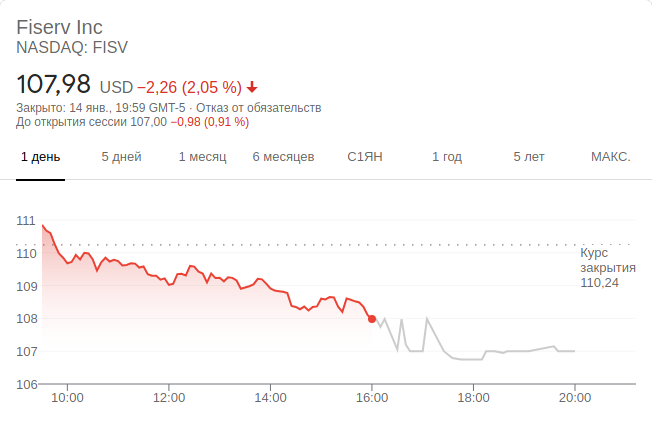 Fiserv Inc
NASDAQ: FISV
107,98 USD −2,26 (2,05 %)
Закрыто: 14 янв., 19:59 GMT-5 · Отказ от обязательств
До открытия сессии 107,00 −0,98 (0,91 %)
1 день 5 дней 1 месяц 6 месяцев С1ЯН 1 год 5 лет МАКС.
111
110
109
108
107
106
Курс
закрытия
110,24
10:00 12:00 14:00 16:00 18:00 20:00